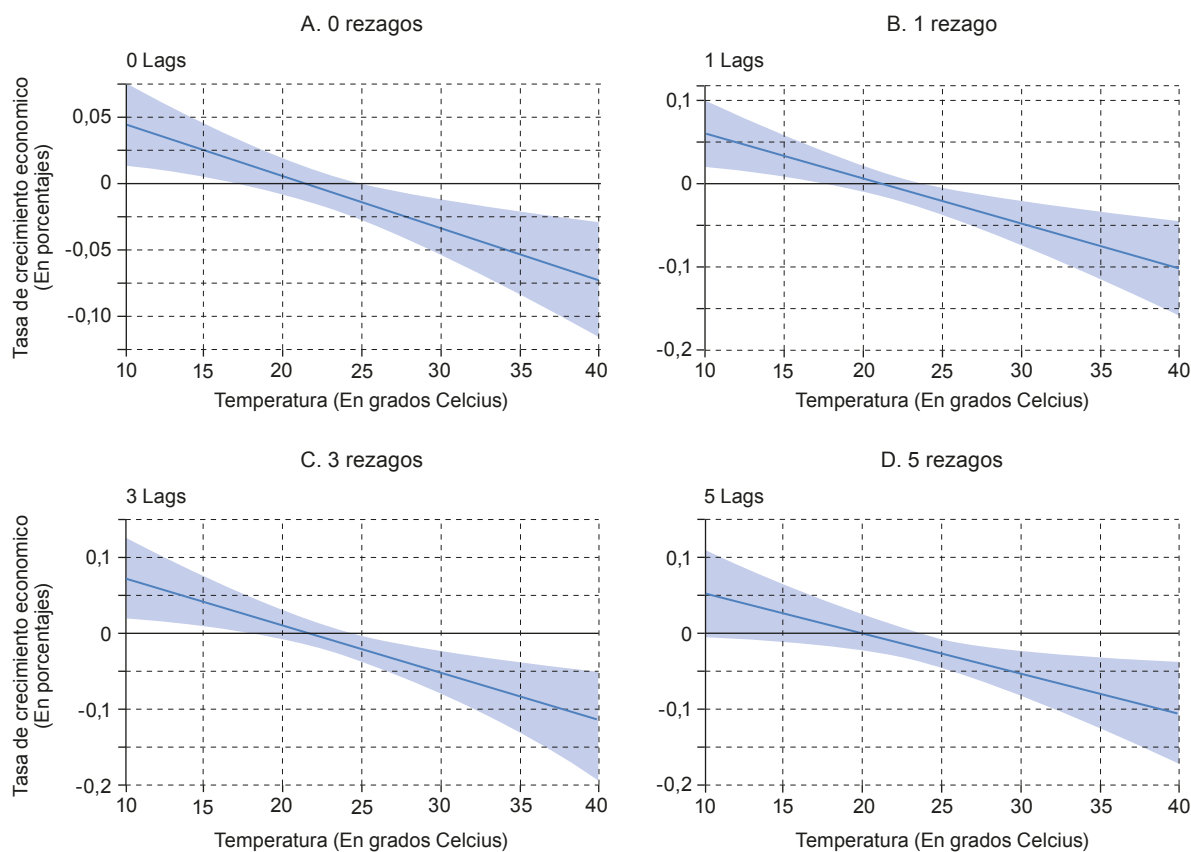 A. 0 rezagos
0 Lags
Tasa de crecimiento economico
(En porcentajes)
0,05
0
-0,05
-0,10
10 15 20 25 30 35 40
Temperatura (En grados Celcius)
B. 1 rezago
1 Lags
0,1
0
-0,1
-0,2
10 15 20 25 30 35 40
Temperatura (En grados Celcius)
C. 3 rezagos
3 Lags
Tasa de crecimiento economico
(En porcentajes)
0,1
0
-0,1
-0,2
10 15 20 25 30 35 40
Temperatura (En grados Celcius)
D. 5 rezagos
5 Lags
0,1
0
-0,1
-0,2
10 15 20 25 30 35 40
Temperatura (En grados Celcius)